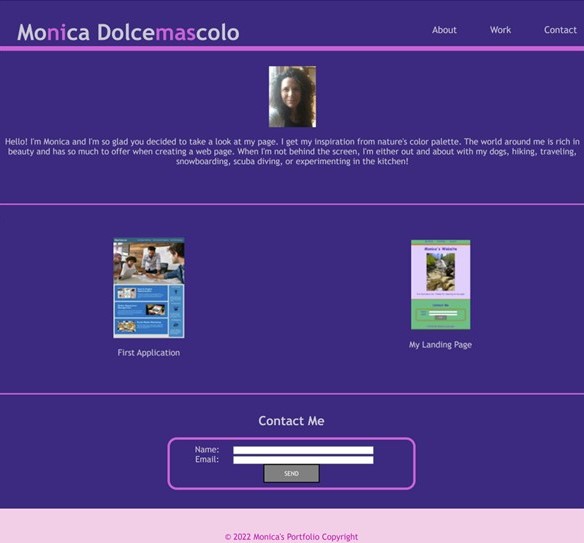 Monica Dolcemascolo
About Work Contact
Hello! I'm Monica and I'm so glad you decided to take a look at my page. I get my inspiration from nature's color palette. The world around me is rich in
beauty and has so much to offer when creating a web page. When I'm not behind the screen, I'm either out and about with my dogs, hiking, traveling,
snowboarding, scuba diving, or experimenting in the kitchen!
Monica's Website
Contact Me
First Application
My Landing Page
Contact Me
Name:
Email:
SEND
© 2022 Monica's Portfolio Copyright